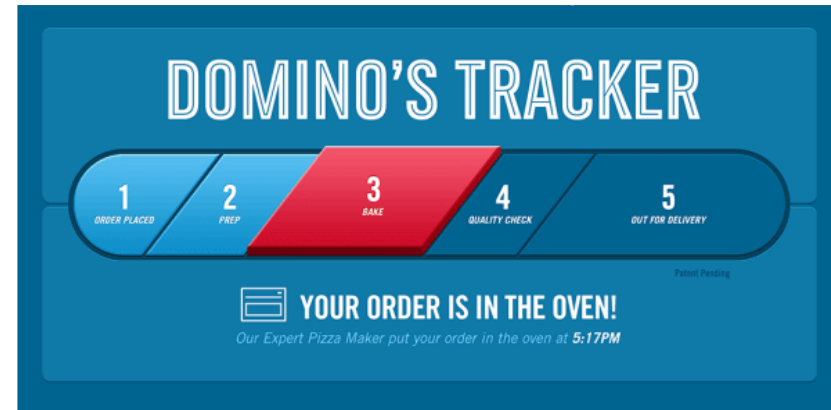 DOMINO'S TRACKER
1
ORDER PLACED
2
PREP
3
BAKE
4
QUALITY CHECK
5
OUT FOR DELIVERY
Patent Pending
YOUR ORDER IS IN THE OVEN!
Our Expert Pizza Maker put your order in the oven at 5:17PM